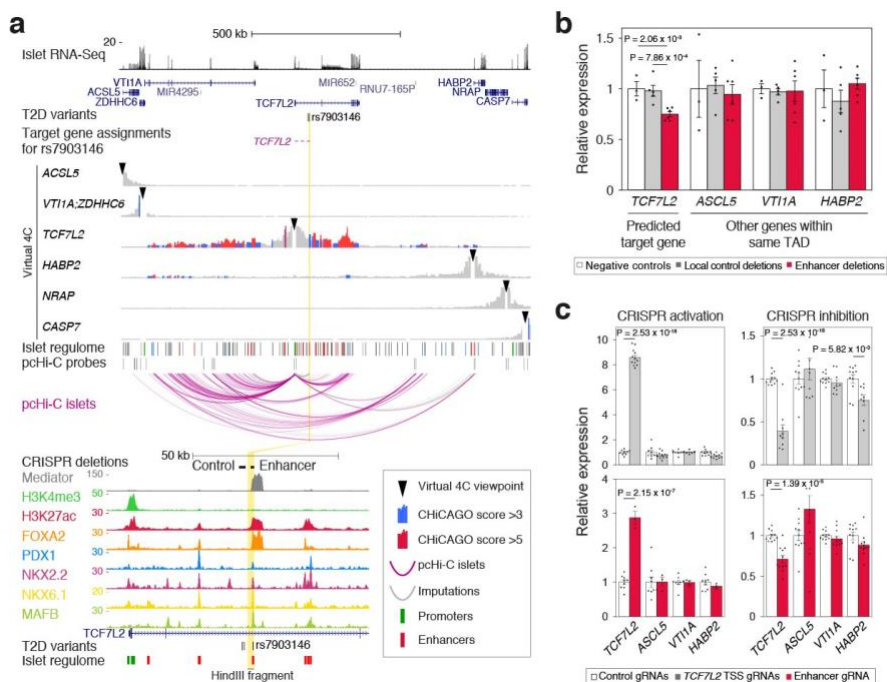 a
500 kb
20
Islet RNA-Seq
VTI1A
MIR652
HABP2
ACSL5
MIR4295
RNU7-165P
NRAP
ZDHHC6
TCF7L2
CASP7
T2D variants
rs7903146
Target gene assignments
for rs7903146
TCF7L2
Virtual 4C
ACSL5
VTI1A;ZDHHC6
TCF7L2
HABP2
NRAP
CASP7
Islet regulome
pcHi-C probes
pcHi-C islets
50 kb
CRISPR deletions
Control
Enhancer
Mediator
150
H3K4me3
50
H3K27ac
30
FOXA2
30
PDX1
30
NKX2.2
30
NKX6.1
20
MAFB
30
TCF7L2
T2D variants
rs7903146
Islet regulome
HindIII fragment
Virtual 4C viewpoint
CHiCAGO score >3
CHiCAGO score >5
pcHi-C islets
Imputations
Promoters
Enhancers
b
Relative expression
1.5
1.0
0.5
0
P = 2.06 x 10⁻³
P = 7.86 x 10⁻⁴
TCF7L2
ASCL5
VTI1A
HABP2
Predicted
target gene
Other genes within
same TAD
Negative controls
Local control deletions
Enhancer deletions
c
CRISPR activation
CRISPR inhibition
Relative expression
10
8
6
4
2
0
P = 2.53 x 10⁻¹⁶
1.5
1.0
0.5
0
P = 2.53 x 10⁻¹⁶
P = 5.82 x 10⁻³
4
3
2
1
0
P = 2.15 x 10⁻⁷
1.5
1.0
0.5
0
P = 1.39 x 10⁻⁶
TCF7L2
ASCL5
VTI1A
HABP2
TCF7L2
ASCL5
VTI1A
HABP2
Control gRNAs
TCF7L2 TSS gRNAs
Enhancer gRNA